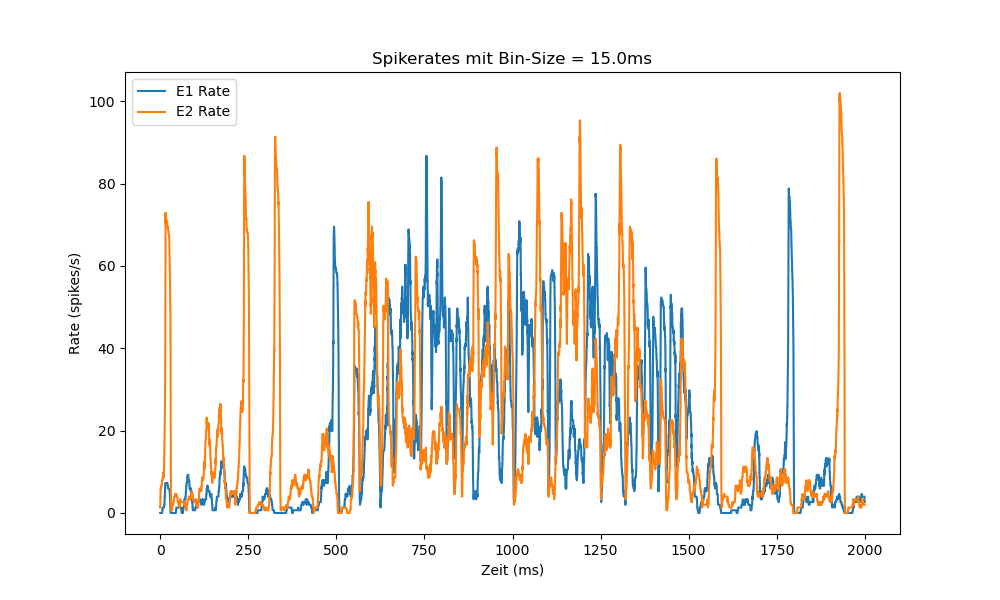 Spikerates mit Bin-Size = 15.0ms
E1 Rate
E2 Rate
100
80
60
40
20
0
Rate (spikes/s)
0 250 500 750 1000 1250 1500 1750 2000
Zeit (ms)